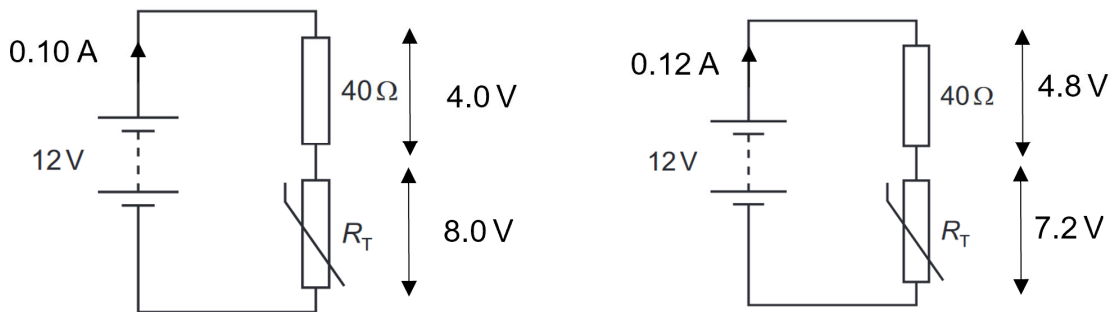 0.10 A
40 Ω
4.0 V
12 V
R_T
8.0 V
0.12 A
40 Ω
4.8 V
12 V
R_T
7.2 V